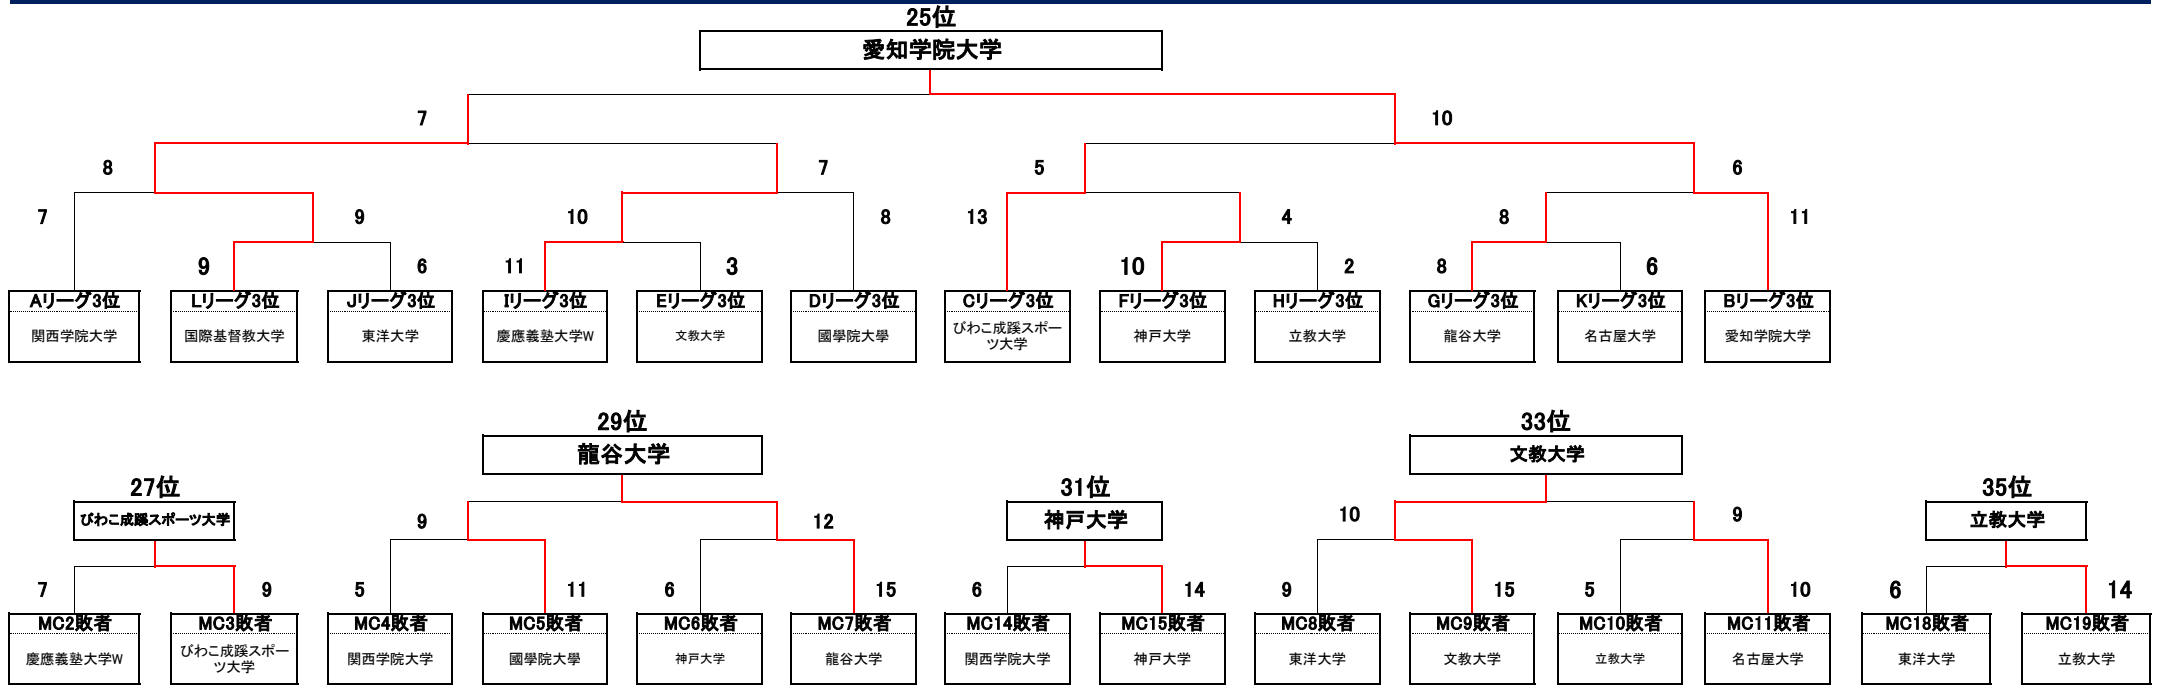 25位
愛知学院大学
7 10
8 7 5 6
7 9 10 8 13 4 8 11
9 6 11 3 10 2 8 6
Aリーグ3位 Lリーグ3位 Jリーグ3位 Iリーグ3位 Eリーグ3位 Dリーグ3位 Cリーグ3位 Fリーグ3位 Hリーグ3位 Gリーグ3位 Kリーグ3位 Bリーグ3位
関西学院大学 国際基督教大学 東洋大学 慶應義塾大学W 文教大学 國學院大學 びわこ成蹊スポー 神戸大学 立教大学 龍谷大学 名古屋大学 愛知学院大学
ツ大学
29位 33位
龍谷大学 文教大学
27位 31位 35位
びわこ成蹊スポーツ大学 神戸大学 立教大学
9 12 10 9
7 9 5 11 6 15 6 14 9 15 5 10 6 14
MC2敗者 MC3敗者 MC4敗者 MC5敗者 MC6敗者 MC7敗者 MC14敗者 MC15敗者 MC8敗者 MC9敗者 MC10敗者 MC11敗者 MC18敗者 MC19敗者
慶應義塾大学W びわこ成蹊スポー 関西学院大学 國學院大學 神戸大学 龍谷大学 関西学院大学 神戸大学 東洋大学 文教大学 立教大学 名古屋大学 東洋大学 立教大学
ツ大学